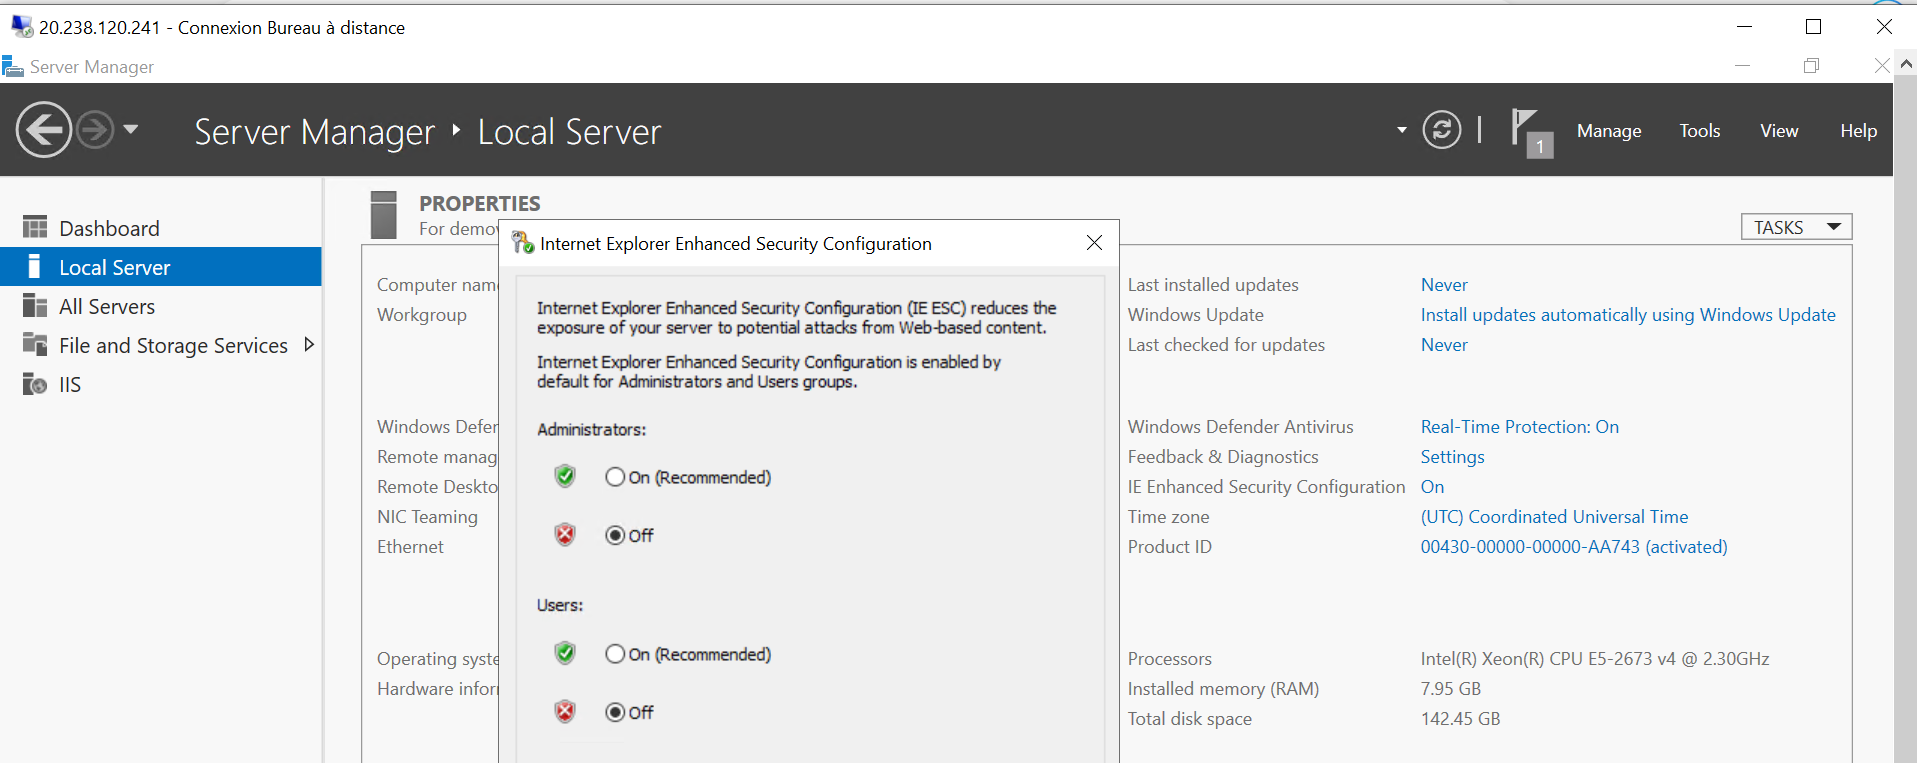 20.238.120.241 - Connexion Bureau à distance
Server Manager
Server Manager Local Server
1
Manage Tools View Help
Dashboard
Local Server
All Servers
File and Storage Services
IIS
PROPERTIES
For demo
TASKS
Computer nam
Workgroup
Windows Defer
Remote manag
Remote Deskto
NIC Teaming
Ethernet
Operating syste
Hardware infor
Internet Explorer Enhanced Security Configuration
Internet Explorer Enhanced Security Configuration (IE ESC) reduces the
exposure of your server to potential attacks from Web-based content.
Internet Explorer Enhanced Security Configuration is enabled by
default for Administrators and Users groups.
Administrators:
On (Recommended)
Off
Users:
On (Recommended)
Off
Last installed updates Never
Windows Update Install updates automatically using Windows Update
Last checked for updates Never
Windows Defender Antivirus Real-Time Protection: On
Feedback & Diagnostics Settings
IE Enhanced Security Configuration On
Time zone (UTC) Coordinated Universal Time
Product ID 00430-00000-00000-AA743 (activated)
Processors Intel(R) Xeon(R) CPU E5-2673 v4 @ 2.30GHz
Installed memory (RAM) 7.95 GB
Total disk space 142.45 GB